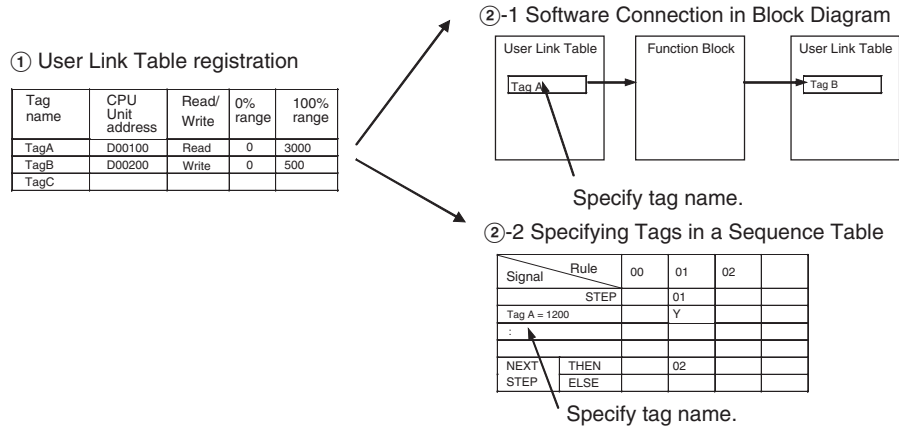 ① User Link Table registration
Tag name CPU Unit address Read/ Write 0% range 100% range
TagA D00100 Read 0 3000
TagB D00200 Write 0 500
TagC
②-1 Software Connection in Block Diagram
User Link Table Function Block User Link Table
Tag A Tag B
Specify tag name.
②-2 Specifying Tags in a Sequence Table
Signal Rule 00 01 02
STEP 01
Tag A = 1200 Y
:
NEXT STEP THEN 02
ELSE
Specify tag name.